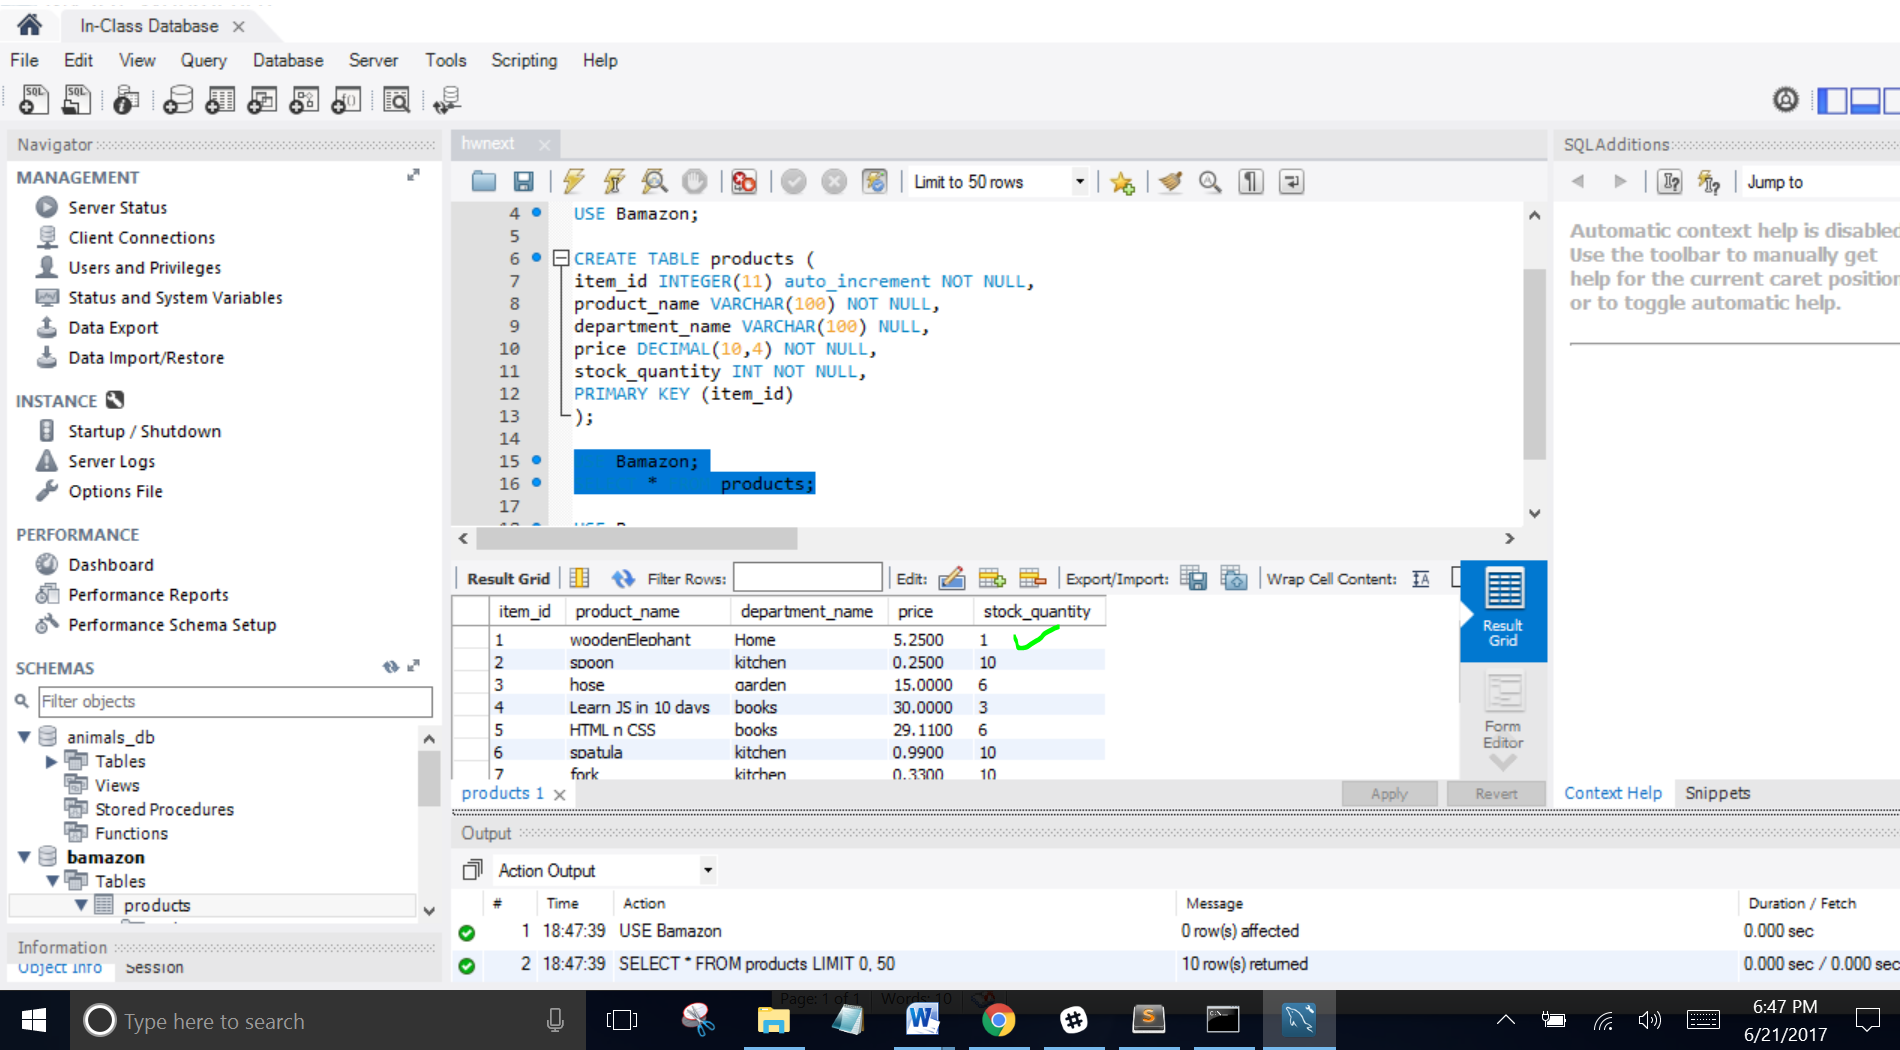 In-Class Database
File Edit View Query Database Server Tools Scripting Help
Navigator
MANAGEMENT
Server Status
Client Connections
Users and Privileges
Status and System Variables
Data Export
Data Import/Restore
INSTANCE
Startup / Shutdown
Server Logs
Options File
PERFORMANCE
Dashboard
Performance Reports
Performance Schema Setup
SCHEMAS
Filter objects
animals_db
Tables
Views
Stored Procedures
Functions
bamazon
Tables
products
Information
Object Info Session
hwnext
Limit to 50 rows
4 USE Bamazon;
5
6 CREATE TABLE products (
7 item_id INTEGER(11) auto_increment NOT NULL,
8 product_name VARCHAR(100) NOT NULL,
9 department_name VARCHAR(100) NULL,
10 price DECIMAL(10,4) NOT NULL,
11 stock_quantity INT NOT NULL,
12 PRIMARY KEY (item_id)
13 );
14
15 Bamazon;
16 * products;
17
Result Grid Filter Rows: Edit: Export/Import: Wrap Cell Content:
item_id product_name department_name price stock_quantity
1 woodenElephant Home 5.2500 1
2 spoon kitchen 0.2500 10
3 hose garden 15.0000 6
4 Learn JS in 10 days books 30.0000 3
5 HTML n CSS books 29.1100 6
6 spatula kitchen 0.9900 10
7 fork kitchen 0.3300 10
Result Grid
Form Editor
products 1 Apply Revert
SQLAdditions
Jump to
Automatic context help is disabled
Use the toolbar to manually get
help for the current caret position
or to toggle automatic help.
Context Help Snippets
Output
Action Output
# Time Action Message Duration / Fetch
1 18:47:39 USE Bamazon 0 row(s) affected 0.000 sec
2 18:47:39 SELECT * FROM products LIMIT 0, 50 10 row(s) returned 0.000 sec / 0.000 sec
Page: 1 of 1 Words: 10
Type here to search
6:47 PM
6/21/2017